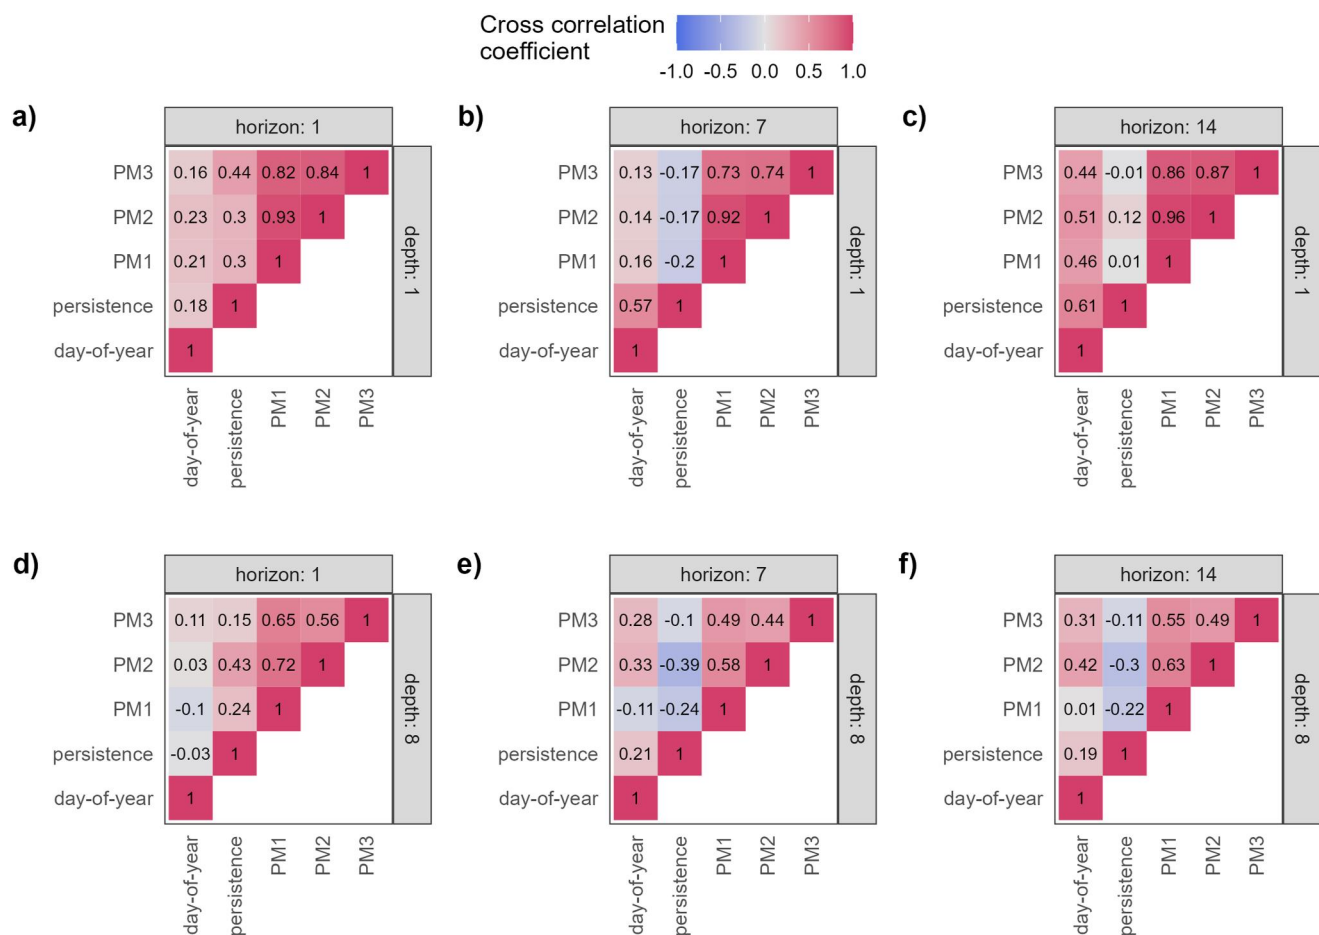 Cross correlation
coefficient
-1.0 -0.5 0.0 0.5 1.0
a)
horizon: 1
depth: 1
PM3 0.16 0.44 0.82 0.84 1
PM2 0.23 0.3 0.93 1
PM1 0.21 0.3 1
persistence 0.18 1
day-of-year 1
day-of-year persistence PM1 PM2 PM3
b)
horizon: 7
depth: 1
PM3 0.13 -0.17 0.73 0.74 1
PM2 0.14 -0.17 0.92 1
PM1 0.16 -0.2 1
persistence 0.57 1
day-of-year 1
day-of-year persistence PM1 PM2 PM3
c)
horizon: 14
depth: 1
PM3 0.44 -0.01 0.86 0.87 1
PM2 0.51 0.12 0.96 1
PM1 0.46 0.01 1
persistence 0.61 1
day-of-year 1
day-of-year persistence PM1 PM2 PM3
d)
horizon: 1
depth: 8
PM3 0.11 0.15 0.65 0.56 1
PM2 0.03 0.43 0.72 1
PM1 -0.1 0.24 1
persistence -0.03 1
day-of-year 1
day-of-year persistence PM1 PM2 PM3
e)
horizon: 7
depth: 8
PM3 0.28 -0.1 0.49 0.44 1
PM2 0.33 -0.39 0.58 1
PM1 -0.11 -0.24 1
persistence 0.21 1
day-of-year 1
day-of-year persistence PM1 PM2 PM3
f)
horizon: 14
depth: 8
PM3 0.31 -0.11 0.55 0.49 1
PM2 0.42 -0.3 0.63 1
PM1 0.01 -0.22 1
persistence 0.19 1
day-of-year 1
day-of-year persistence PM1 PM2 PM3